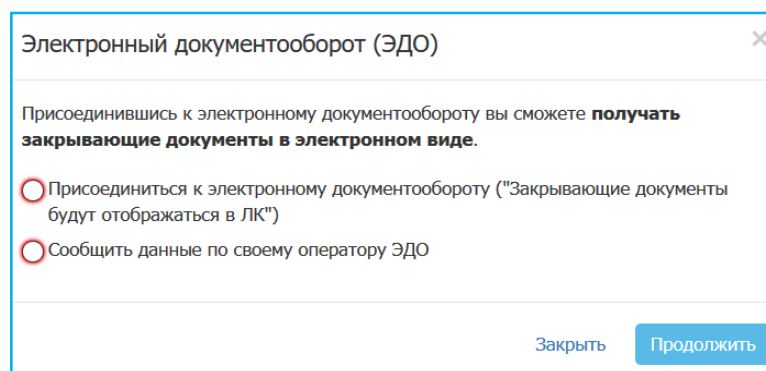 Электронный документооборот (ЭДО)
Присоединившись к электронному документообороту вы сможете получать
закрывающие документы в электронном виде.
Присоединиться к электронному документообороту ("Закрывающие документы
будут отображаться в ЛК")
Сообщить данные по своему оператору ЭДО
Закрыть Продолжить